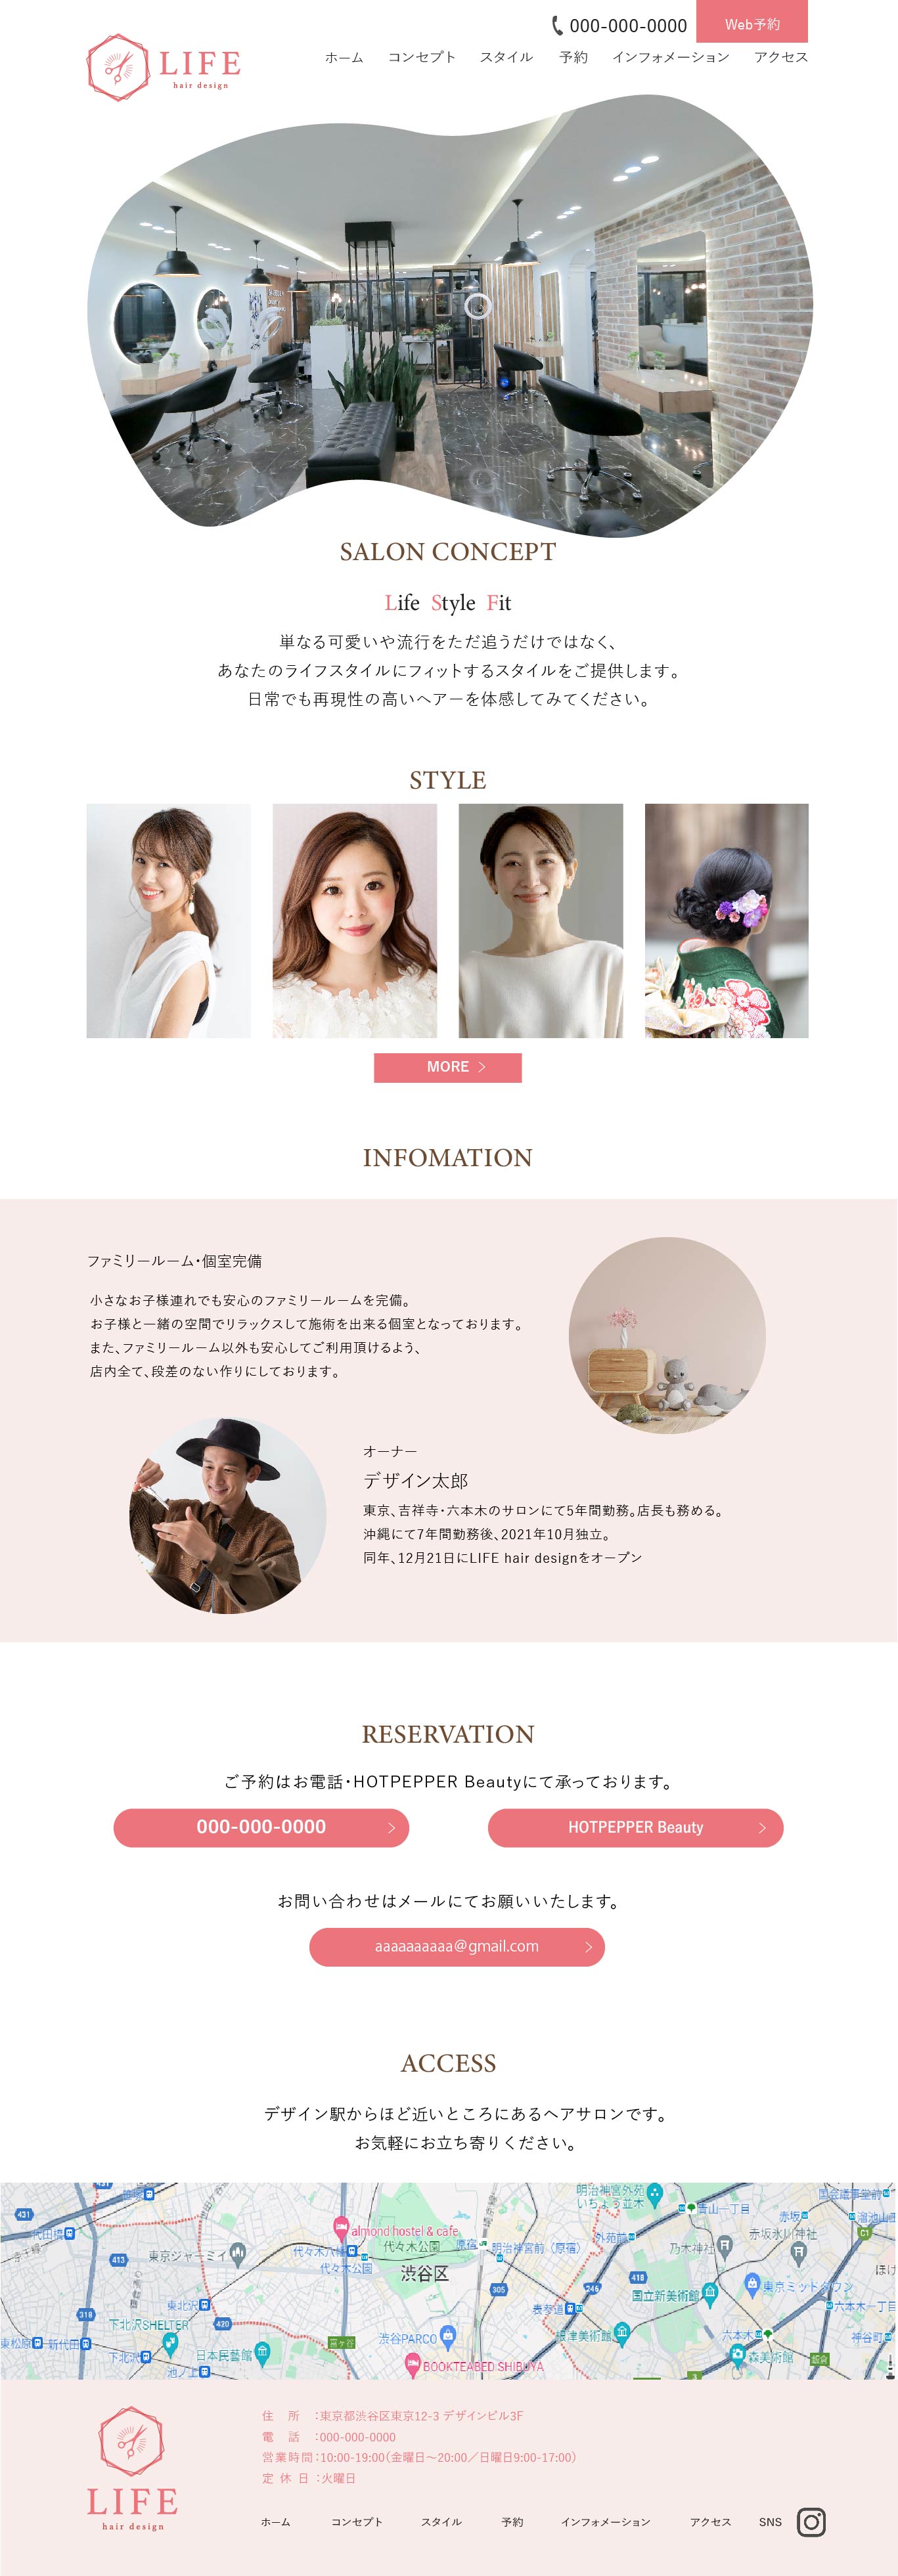 000-000-0000
Web予約
LIFE
hair design
ホーム コンセプト スタイル 予約 インフォメーション アクセス
SALON CONCEPT
Life Style Fit
単なる可愛いや流行をただ追うだけではなく、
あなたのライフスタイルにフィットするスタイルをご提供します。
日常でも再現性の高いヘアーを体感してみてください。
STYLE
MORE >
INFOMATION
ファミリールーム・個室完備
小さなお子様連れでも安心のファミリールームを完備。
お子様と一緒の空間でリラックスして施術を出来る個室となっております。
また、ファミリールーム以外も安心してご利用頂けるよう、
店内全て、段差のない作りにしております。
オーナー
デザイン太郎
東京、吉祥寺・六本木のサロンにて5年間勤務。店長も務める。
沖縄にて7年間勤務後、2021年10月独立。
同年、12月21日にLIFE hair designをオープン
RESERVATION
ご予約はお電話・HOTPEPPER Beautyにて承っております。
000-000-0000 >
HOTPEPPER Beauty >
お問い合わせはメールにてお願いいたします。
aaaaaaaaaa@gmail.com >
ACCESS
デザイン駅からほど近いところにあるヘアサロンです。
お気軽にお立ち寄りください。
明治神宮外苑
いちょう並木
青山一丁目
赤坂
431
almond hostel & cafe
代々木公園
原宿
明治神宮前（原宿）
外苑前
赤坂氷川神社
乃木神社
C1
413
東京ジャーミイ
代々木八幡
代々木公園
渋谷区
305
246
418
国立新美術館
東京ミッドタウン
六本木一丁目
318
東北沢
表参道
下北沢SHELTER
420
富ヶ谷
渋谷PARCO
根津美術館
六本木
神谷町
東松原
新代田
下北沢
日本民藝館
森美術館
飯倉
池ノ上
BOOKTEABED SHIBUYA
LIFE
hair design
住 所 :東京都渋谷区東京12-3 デザインビル3F
電 話 :000-000-0000
営業時間:10:00-19:00(金曜日〜20:00／日曜日9:00-17:00)
定 休 日 :火曜日
ホーム コンセプト スタイル 予約 インフォメーション アクセス SNS